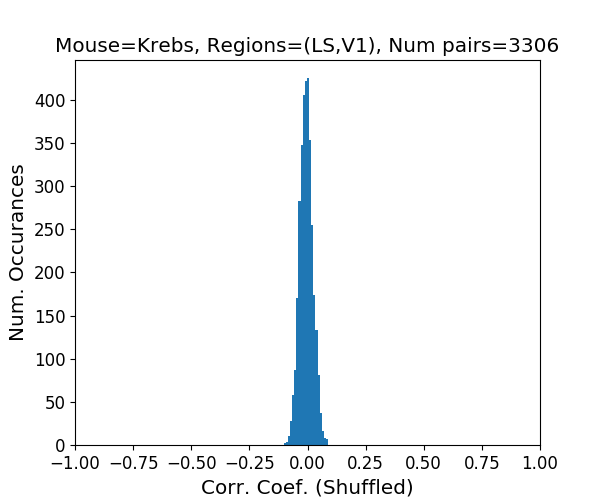 Mouse=Krebs, Regions=(LS,V1), Num pairs=3306
400
350
300
250
200
150
100
50
0
Num. Occurances
−1.00 −0.75 −0.50 −0.25 0.00 0.25 0.50 0.75 1.00
Corr. Coef. (Shuffled)